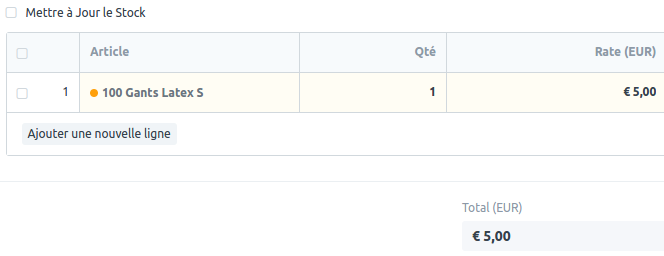 Mettre à Jour le Stock
Article Qté Rate (EUR)
1 100 Gants Latex S 1 € 5,00
Ajouter une nouvelle ligne
Total (EUR)
€ 5,00